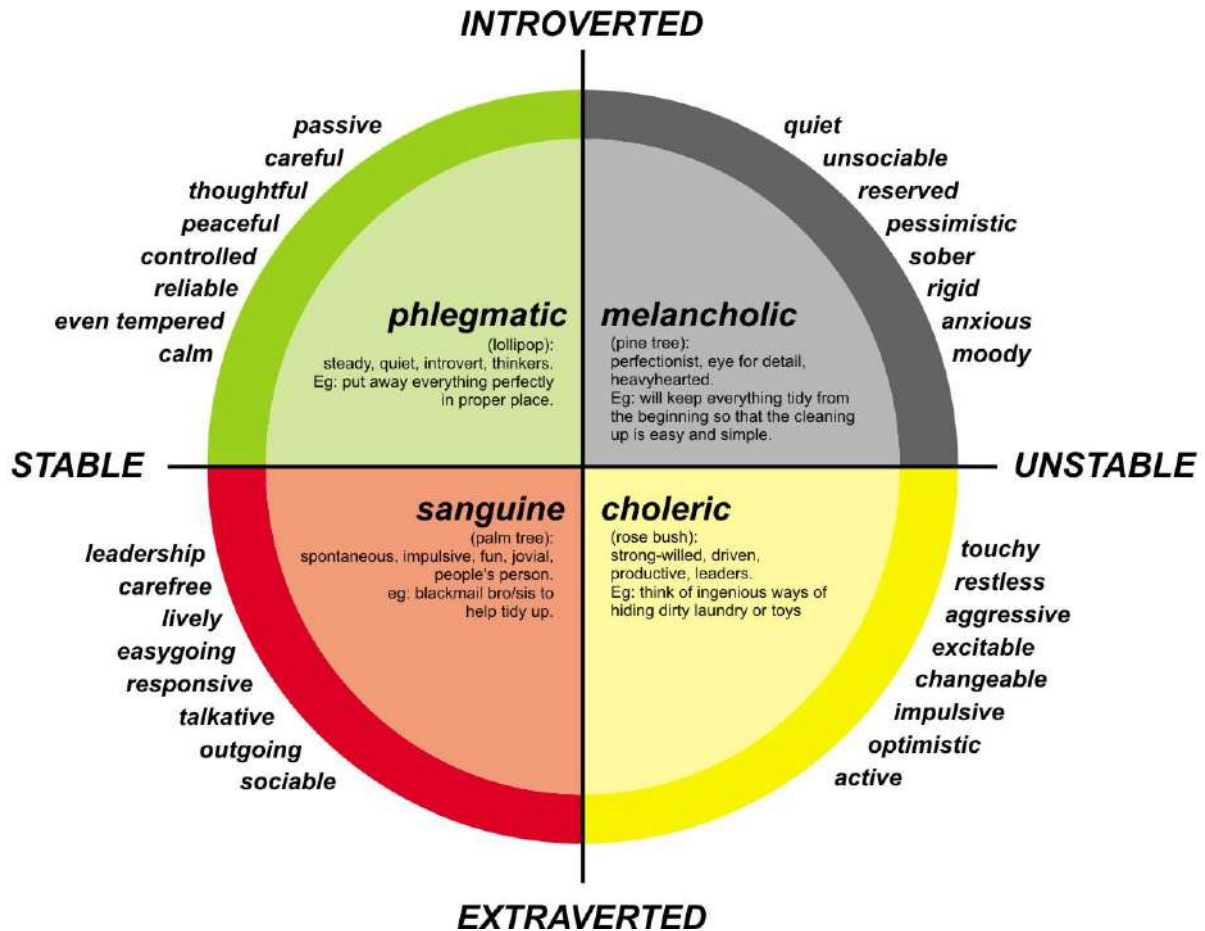 INTROVERTED
passive
careful
thoughtful
peaceful
controlled
reliable
even tempered
calm
quiet
unsociable
reserved
pessimistic
sober
rigid
anxious
moody
phlegmatic
(lollipop):
steady, quiet, introvert, thinkers.
Eg: put away everything perfectly
in proper place.
melancholic
(pine tree):
perfectionist, eye for detail,
heavyhearted.
Eg: will keep everything tidy from
the beginning so that the cleaning
up is easy and simple.
STABLE
UNSTABLE
sanguine
(palm tree):
spontaneous, impulsive, fun, jovial,
people's person.
eg: blackmail bro/sis to
help tidy up.
choleric
(rose bush):
strong-willed, driven,
productive, leaders.
Eg: think of ingenious ways of
hiding dirty laundry or toys
leadership
carefree
lively
easygoing
responsive
talkative
outgoing
sociable
touchy
restless
aggressive
excitable
changeable
impulsive
optimistic
active
EXTRAVERTED